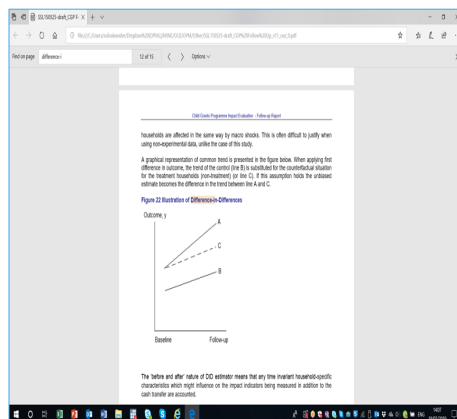 Find on page
difference-i
12 of 15
Options
Child Grants Programme Impact Evaluation - Follow-up Report
households are affected in the same way by macro shocks. This is often difficult to justify when
using non-experimental data, unlike the case of this study.
A graphical representation of common trend is presented in the figure below. When applying first
difference in outcome, the trend of the control (line B) is substituted for the counterfactual situation
for the treatment households (non-treatment) (or line C). If this assumption holds the unbiased
estimate becomes the difference in the trend between line A and C.
Figure 22 Illustration of Difference-in-Differences
Outcome, y
A
C
B
Baseline
Follow-up
The 'before and after' nature of DID estimator means that any time invariant household-specific
characteristics which might influence on the impact indicators being measured in addition to the
cash transfer are accounted.
ENG